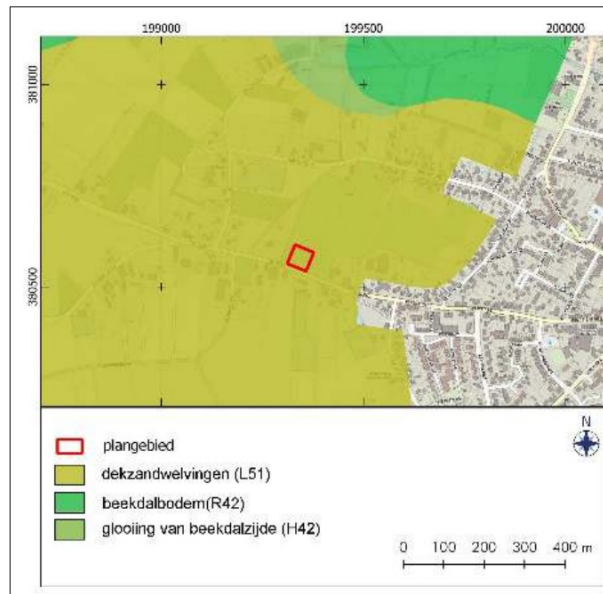 199000 199500 200000
381000
380500
N
plangebied
dekzandwelvingen (L51)
beekdalbodem(R42)
glooiing van beekdalzijde (H42)
0 100 200 300 400 m